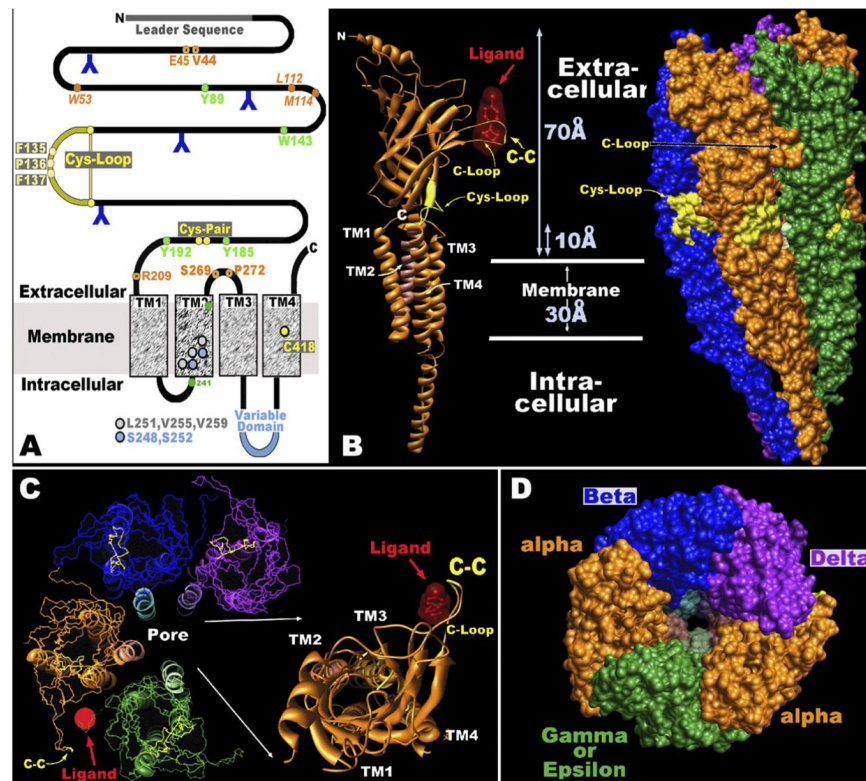 N
Leader Sequence
E45 V44
L112
W53
Y89
M114
W143
F135
P136
F137
Cys-Loop
Cys-Pair
Y192
Y185
C
R209
S269
P272
Extracellular
TM1
TM2
TM3
TM4
Membrane
C418
Intracellular
241
L251,V255,V259
S248,S252
Variable
Domain
A
B
N
Ligand
C-C
C-Loop
Cys-Loop
C
TM1
TM2
TM3
TM4
Extra-
cellular
70Å
10Å
Membrane
30Å
Intra-
cellular
C-Loop
Cys-Loop
C
Pore
C-C
Ligand
Ligand
C-C
C-Loop
TM3
TM2
TM4
TM1
D
Beta
alpha
Delta
alpha
Gamma
or
Epsilon